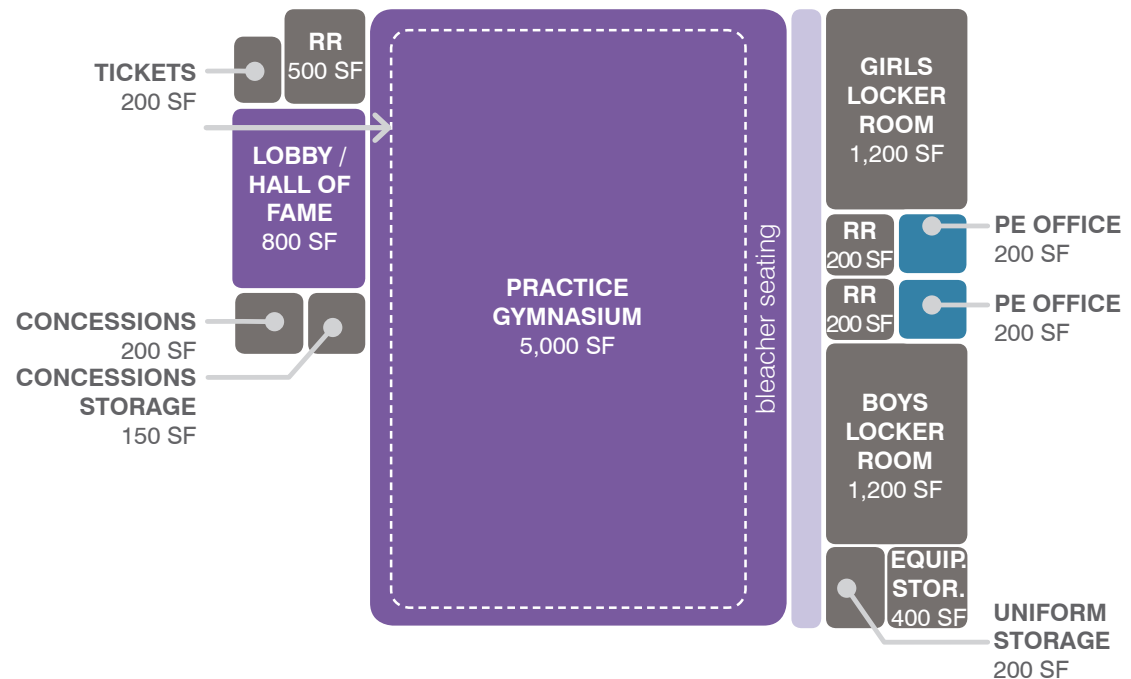 TICKETS
200 SF
RR
500 SF
LOBBY /
HALL OF
FAME
800 SF
CONCESSIONS
200 SF
CONCESSIONS
STORAGE
150 SF
PRACTICE
GYMNASIUM
5,000 SF
bleacher seating
GIRLS
LOCKER
ROOM
1,200 SF
RR
200 SF
PE OFFICE
200 SF
RR
200 SF
PE OFFICE
200 SF
BOYS
LOCKER
ROOM
1,200 SF
EQUIP.
STOR.
400 SF
UNIFORM
STORAGE
200 SF